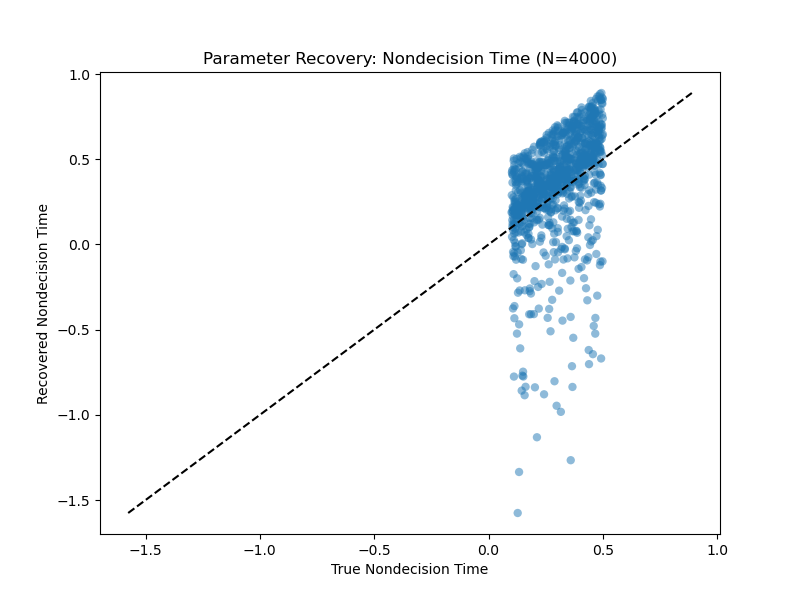 Parameter Recovery: Nondecision Time (N=4000)
1.0
0.5
0.0
−0.5
−1.0
−1.5
Recovered Nondecision Time
−1.5 −1.0 −0.5 0.0 0.5 1.0
True Nondecision Time